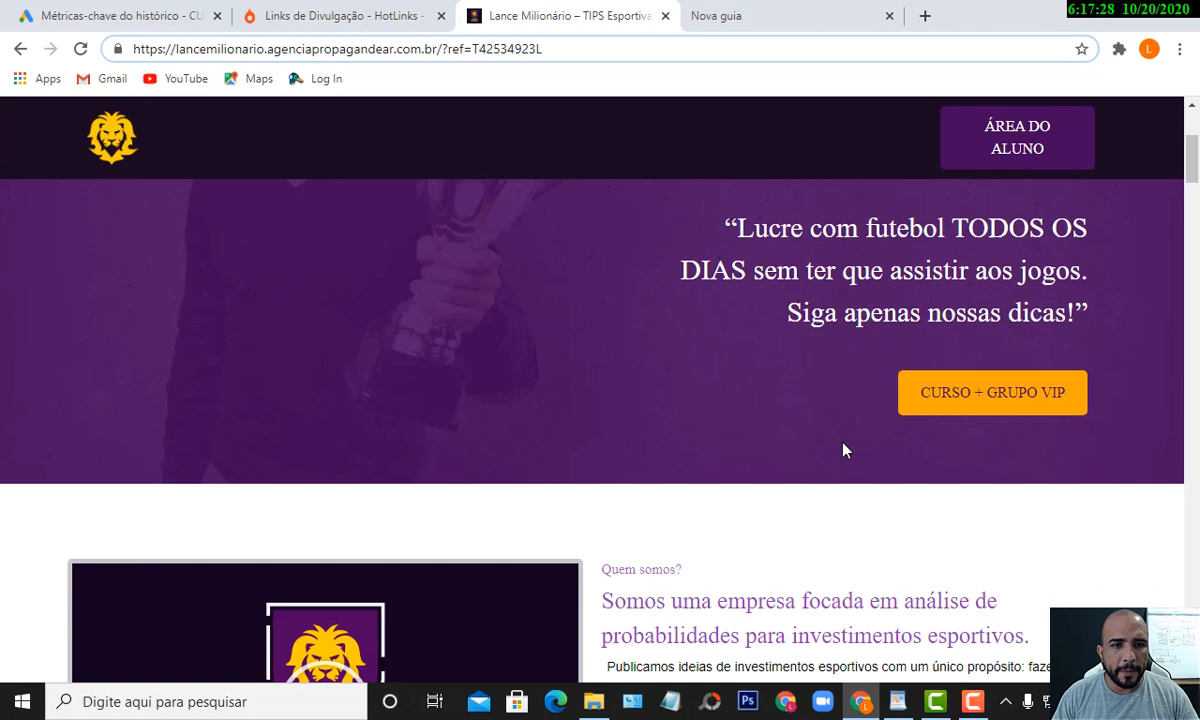 6:17:28 10/20/2020
Métricas-chave do histórico - CU
Links de Divulgação - HotLinks -
Lance Milionário – TIPS Esportiva
Nova guia
https://lancemilionario.agenciapropagandear.com.br/?ref=T42534923L
L
Apps
Gmail
YouTube
Maps
Log In
ÁREA DO
ALUNO
“Lucre com futebol TODOS OS
DIAS sem ter que assistir aos jogos.
Siga apenas nossas dicas!”
CURSO + GRUPO VIP
Quem somos?
Somos uma empresa focada em análise de
probabilidades para investimentos esportivos.
Publicamos ideias de investimentos esportivos com um único propósito: faze
Digite aqui para pesquisar
Ps